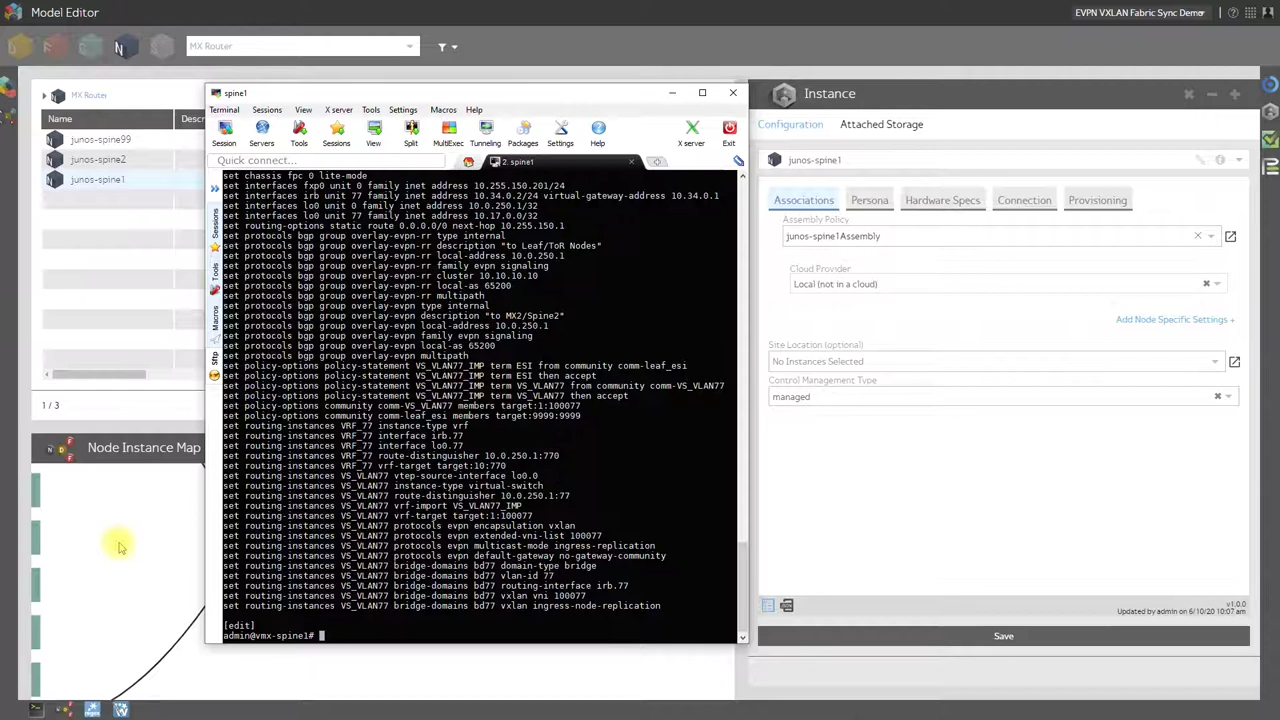 Model Editor
EVPN VXLAN Fabric Sync Demo
MX Router
MX Router
Name
Descr
junos-spine99
junos-spine2
junos-spine1
1 / 3
Node Instance Map
spine1
Terminal Sessions View X server Tools Settings Macros Help
Session Servers Tools Sessions View Split MultiExec Tunneling Packages Settings Help X server Exit
Quick connect...
2. spine1
Sessions
Tools
Macros
Sftp
set chassis fpc 0 lite-mode
set interfaces fxp0 unit 0 family inet address 10.255.150.201/24
set interfaces irb unit 77 family inet address 10.34.0.2/24 virtual-gateway-address 10.34.0.1
set interfaces lo0 unit 0 family inet address 10.0.250.1/32
set interfaces lo0 unit 77 family inet address 10.17.0.0/32
set routing-options static route 0.0.0.0/0 next-hop 10.255.150.1
set protocols bgp group overlay-evpn-rr type internal
set protocols bgp group overlay-evpn-rr description "to Leaf/ToR Nodes"
set protocols bgp group overlay-evpn-rr local-address 10.0.250.1
set protocols bgp group overlay-evpn-rr family evpn signaling
set protocols bgp group overlay-evpn-rr cluster 10.10.10.10
set protocols bgp group overlay-evpn-rr local-as 65200
set protocols bgp group overlay-evpn-rr multipath
set protocols bgp group overlay-evpn type internal
set protocols bgp group overlay-evpn description "to MX2/Spine2"
set protocols bgp group overlay-evpn local-address 10.0.250.1
set protocols bgp group overlay-evpn family evpn signaling
set protocols bgp group overlay-evpn local-as 65200
set protocols bgp group overlay-evpn multipath
set policy-options policy-statement VS_VLAN77_IMP term ESI from community comm-leaf_esi
set policy-options policy-statement VS_VLAN77_IMP term ESI then accept
set policy-options policy-statement VS_VLAN77_IMP term VS_VLAN77 from community comm-VS_VLAN77
set policy-options policy-statement VS_VLAN77_IMP term VS_VLAN77 then accept
set policy-options community comm-VS_VLAN77 members target:1:100077
set policy-options community comm-leaf_esi members target:9999:9999
set routing-instances VRF_77 instance-type vrf
set routing-instances VRF_77 interface irb.77
set routing-instances VRF_77 interface lo0.77
set routing-instances VRF_77 route-distinguisher 10.0.250.1:770
set routing-instances VRF_77 vrf-target target:10:770
set routing-instances VS_VLAN77 vtep-source-interface lo0.0
set routing-instances VS_VLAN77 instance-type virtual-switch
set routing-instances VS_VLAN77 route-distinguisher 10.0.250.1:77
set routing-instances VS_VLAN77 vrf-import VS_VLAN77_IMP
set routing-instances VS_VLAN77 vrf-target target:1:100077
set routing-instances VS_VLAN77 protocols evpn encapsulation vxlan
set routing-instances VS_VLAN77 protocols evpn extended-vni-list 100077
set routing-instances VS_VLAN77 protocols evpn multicast-mode ingress-replication
set routing-instances VS_VLAN77 protocols evpn default-gateway no-gateway-community
set routing-instances VS_VLAN77 bridge-domains bd77 domain-type bridge
set routing-instances VS_VLAN77 bridge-domains bd77 vlan-id 77
set routing-instances VS_VLAN77 bridge-domains bd77 routing-interface irb.77
set routing-instances VS_VLAN77 bridge-domains bd77 vxlan vni 100077
set routing-instances VS_VLAN77 bridge-domains bd77 vxlan ingress-node-replication
[edit]
admin@vmx-spine1#
Instance
Configuration Attached Storage
junos-spine1
Associations Persona Hardware Specs Connection Provisioning
Assembly Policy
junos-spine1Assembly
Cloud Provider
Local (not in a cloud)
Add Node Specific Settings +
Site Location (optional)
No Instances Selected
Control Management Type
managed
v1.0.0
Updated by admin on 6/10/20 10:07 am
Save